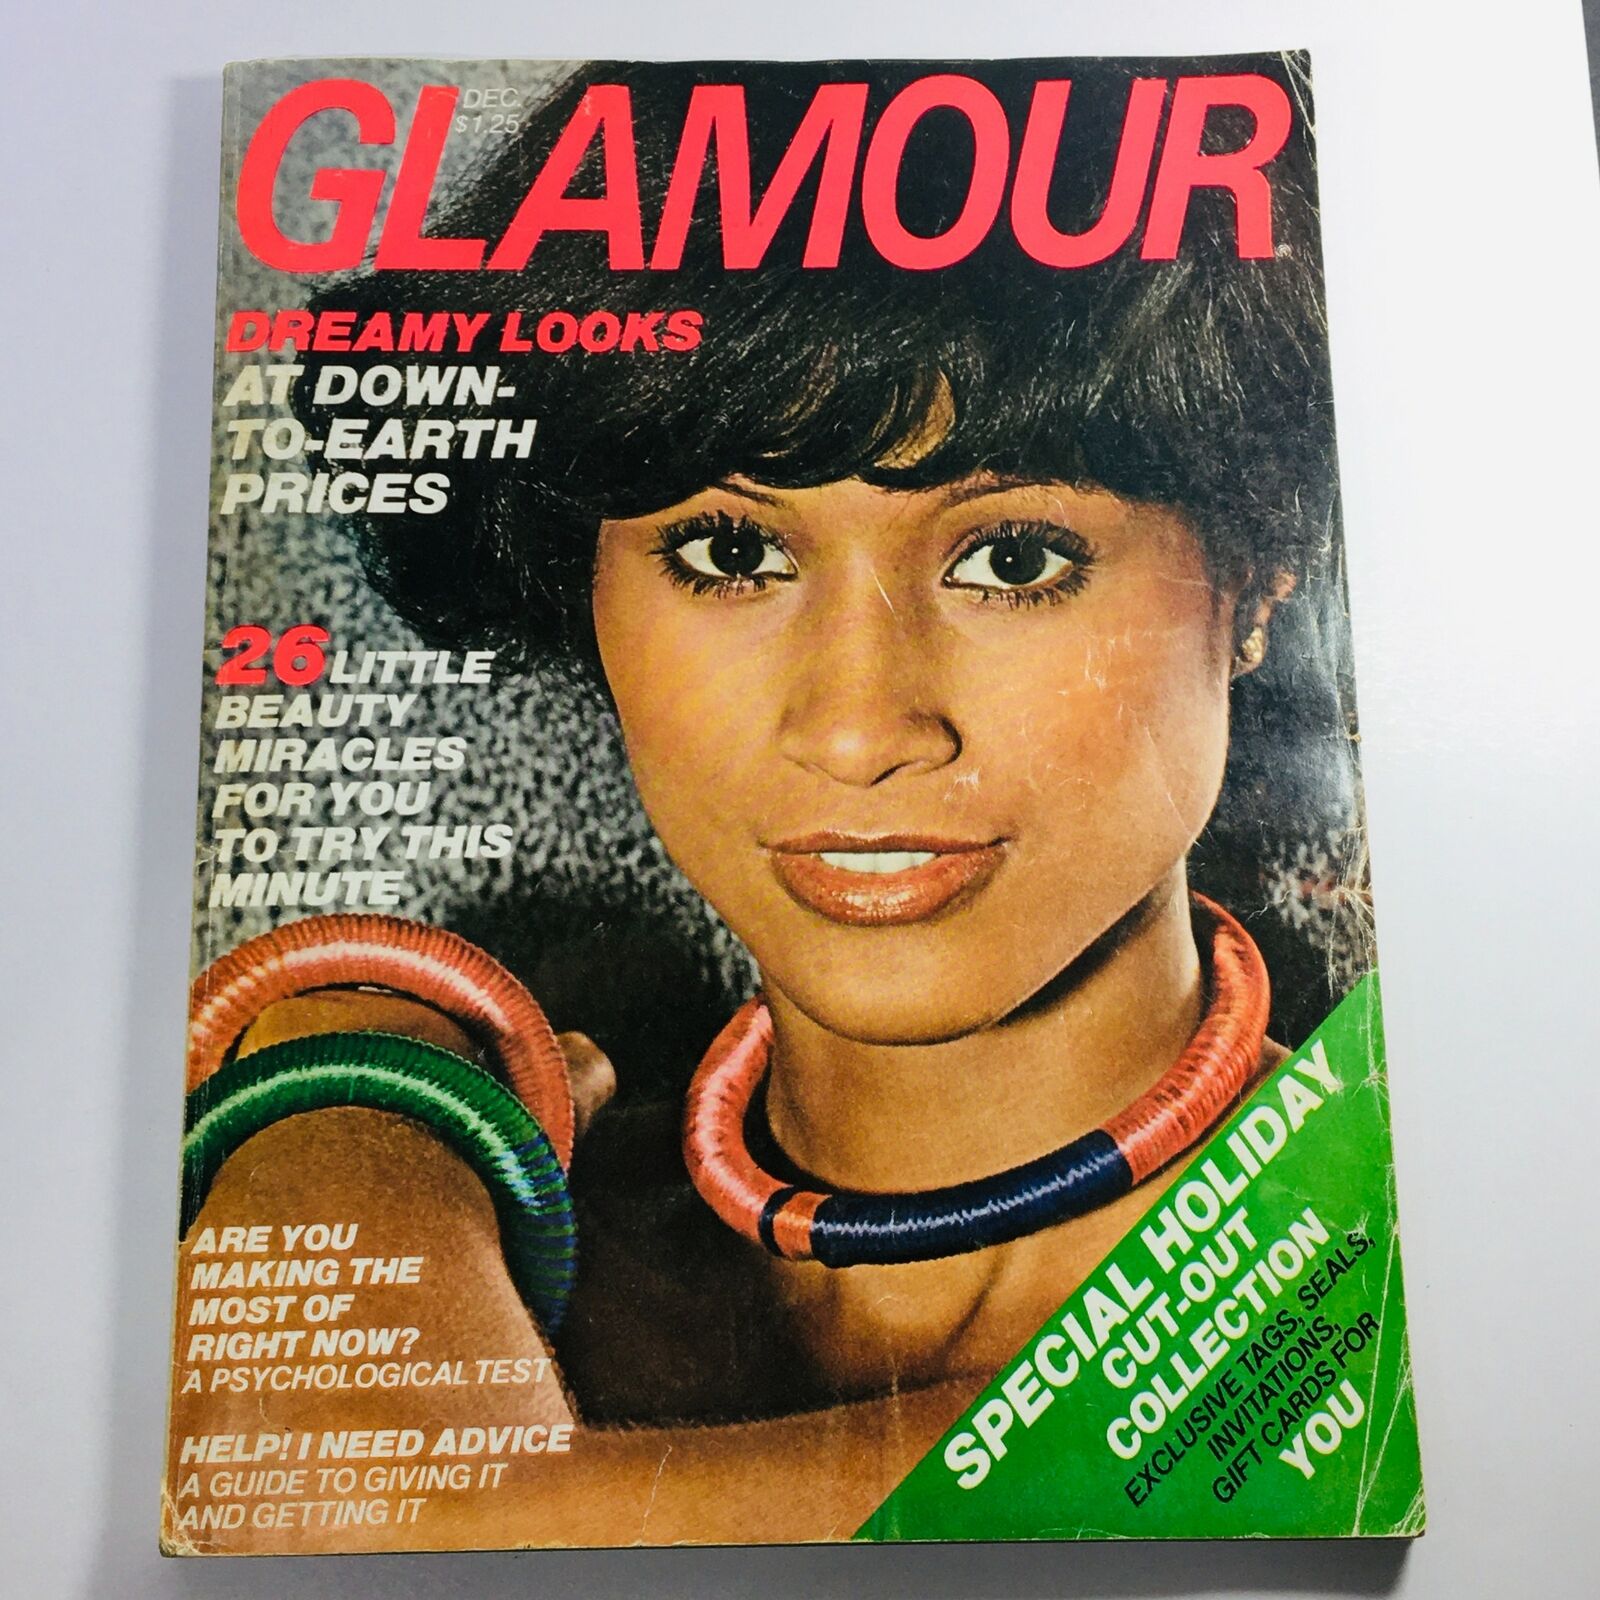 GLAMOUR
DEC.
$1.25
DREAMY LOOKS
AT DOWN-
TO-EARTH
PRICES
26 LITTLE
BEAUTY
MIRACLES
FOR YOU
TO TRY THIS
MINUTE
ARE YOU
MAKING THE
MOST OF
RIGHT NOW?
A PSYCHOLOGICAL TEST
HELP! I NEED ADVICE
A GUIDE TO GIVING IT
AND GETTING IT
SPECIAL HOLIDAY
CUT-OUT
COLLECTION
EXCLUSIVE TAGS, SEALS,
INVITATIONS,
GIFT CARDS FOR
YOU